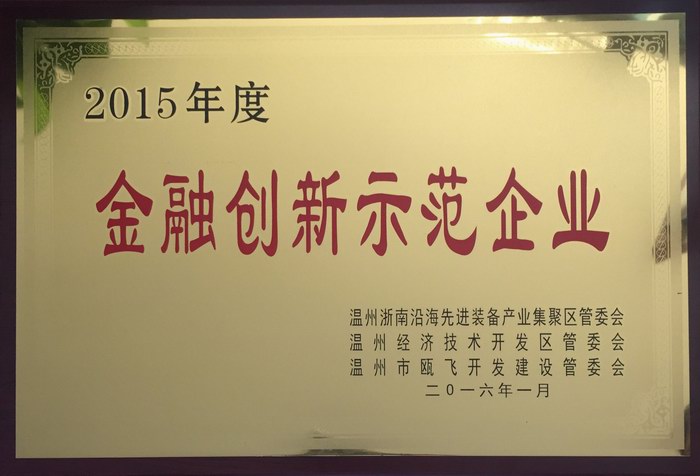 2015年度
金融创新示范企业
温州浙南沿海先进装备产业集聚区管委会
温州经济技术开发区管委会
温州市瓯飞开发建设管委会
二〇一六年一月